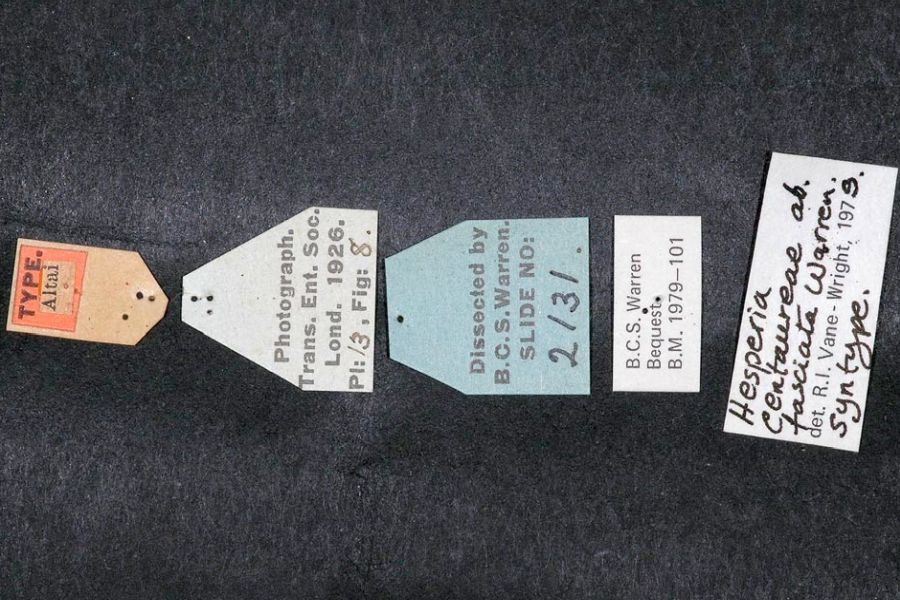 TYPE.
Altai
Photograph.
Trans. Ent. Soc.
Lond. 1926.
Pl: 13, Fig: 8.
Dissected by
B.C.S. Warren.
SLIDE NO:
2131.
B.C.S. Warren
Bequest.
B.M. 1979–101
Hesperia
centaureae ab.
fasciata Warren.
det. R.I. Vane-Wright, 1979.
syntype.